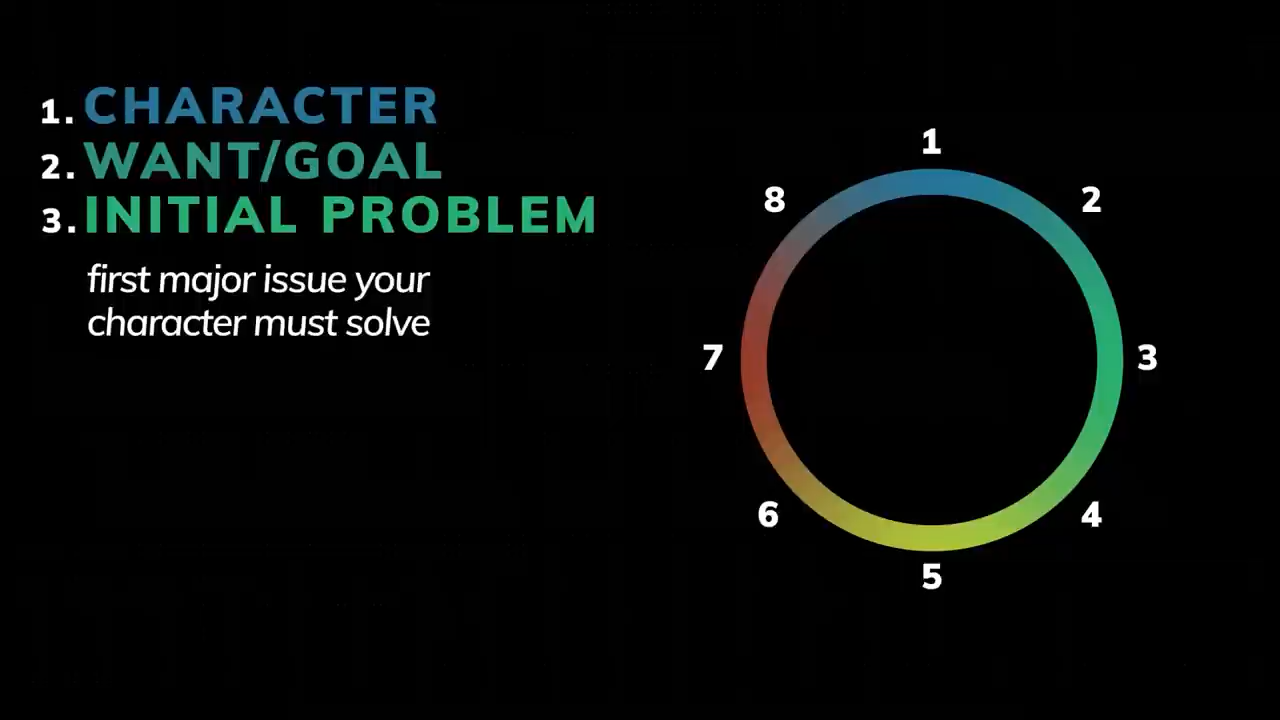 1. CHARACTER
2. WANT/GOAL
3. INITIAL PROBLEM
first major issue your
character must solve
1
2
3
4
5
6
7
8